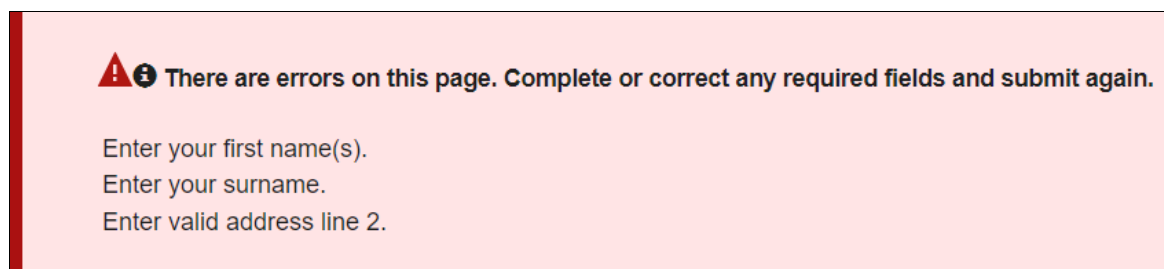 There are errors on this page. Complete or correct any required fields and submit again.
Enter your first name(s).
Enter your surname.
Enter valid address line 2.